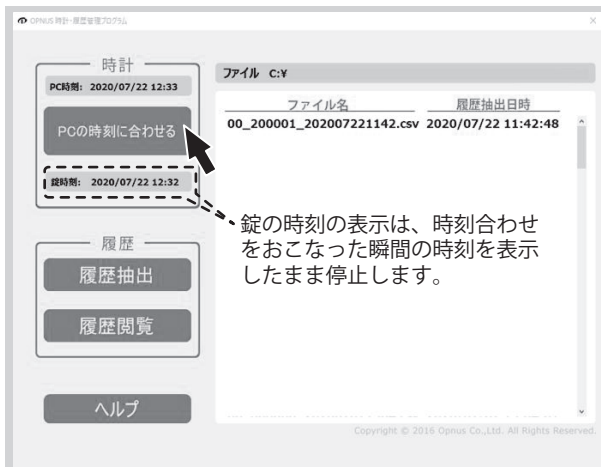 OPNUS 時計・履歴管理プログラム
時計
PC時刻: 2020/07/22 12:33
PCの時刻に合わせる
錠時刻: 2020/07/22 12:32
履歴
履歴抽出
履歴閲覧
ヘルプ
ファイル C:¥
ファイル名 履歴抽出日時
00_200001_202007221142.csv 2020/07/22 11:42:48
錠の時刻の表示は、時刻合わせ
をおこなった瞬間の時刻を表示
したまま停止します。
Copyright © 2016 Opnus Co.,Ltd. All Rights Reserved.